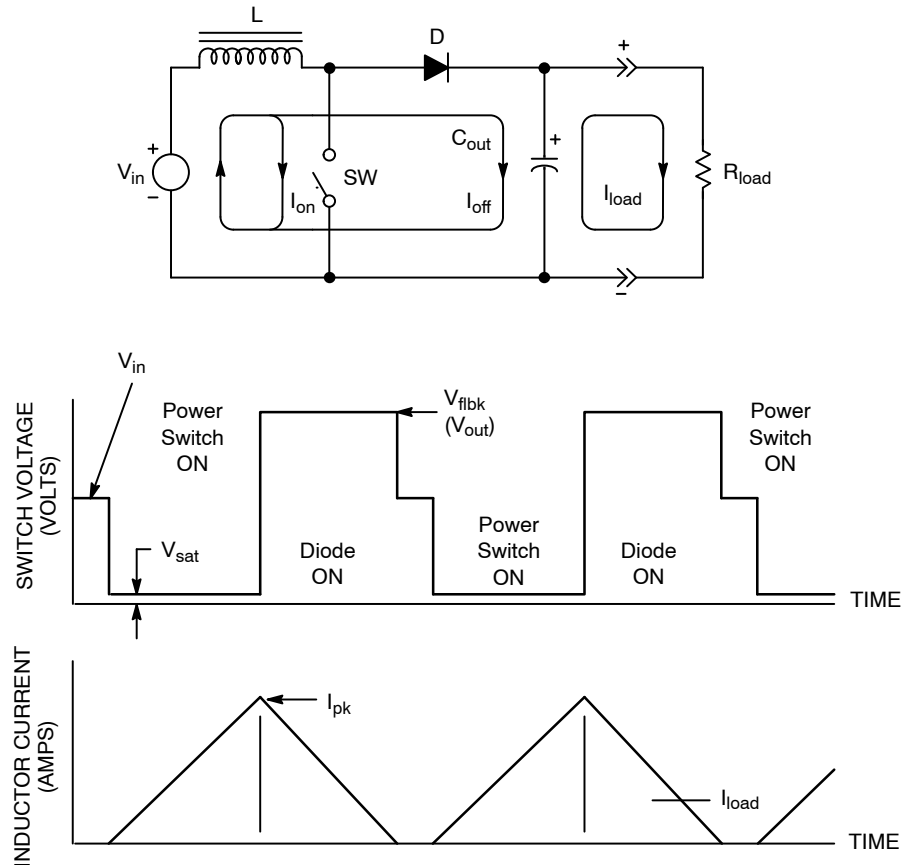 L
D
+
+
C_out
+
V_in
−
SW
R_load
I_on
I_off
I_load
−
V_in
Power
Switch
ON
V_flbk
(V_out)
Power
Switch
ON
SWITCH VOLTAGE
(VOLTS)
V_sat
Diode
ON
Power
Switch
ON
Diode
ON
TIME
INDUCTOR CURRENT
(AMPS)
I_pk
I_load
TIME